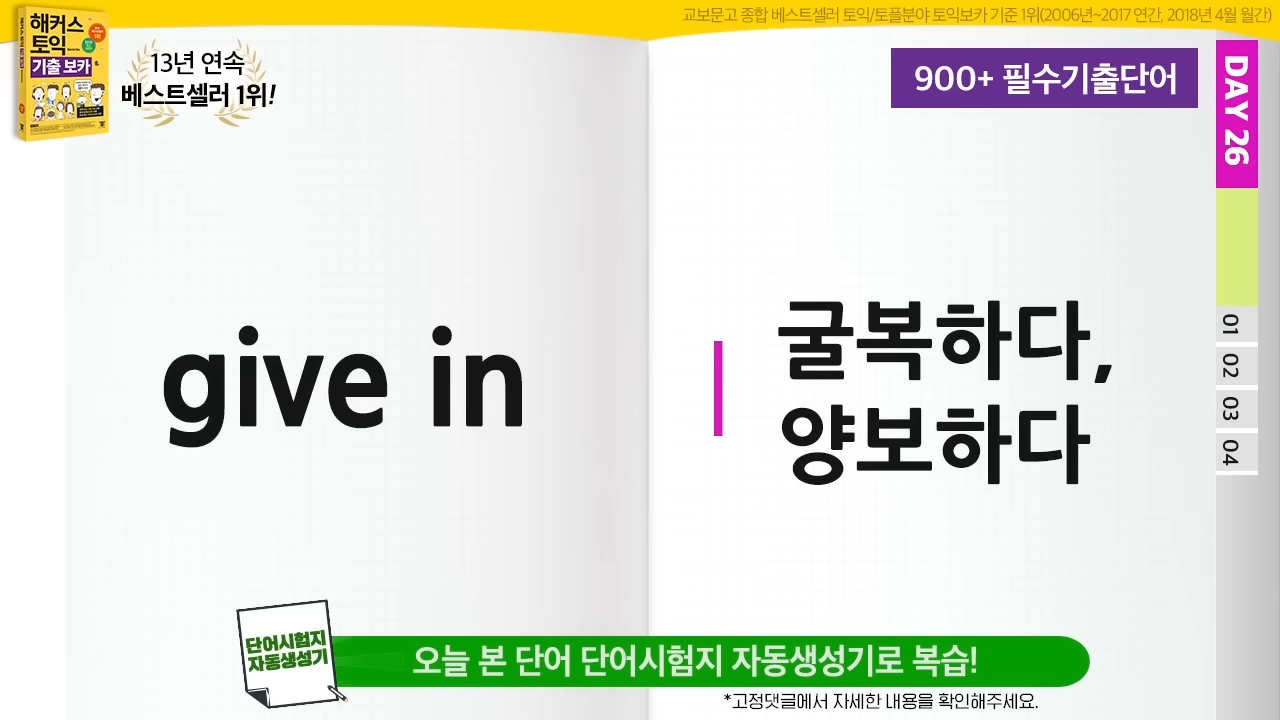 교보문고 종합 베스트셀러 토익/토플분야 토익보카 기준 1위(2006년~2017 연간, 2018년 4월 월간)
해커스
토익
기출 보카
13년 연속
베스트셀러 1위!
900+ 필수기출단어
DAY 26
give in
굴복하다,
양보하다
01
02
03
04
단어시험지
자동생성기
오늘 본 단어 단어시험지 자동생성기로 복습!
*고정댓글에서 자세한 내용을 확인해주세요.